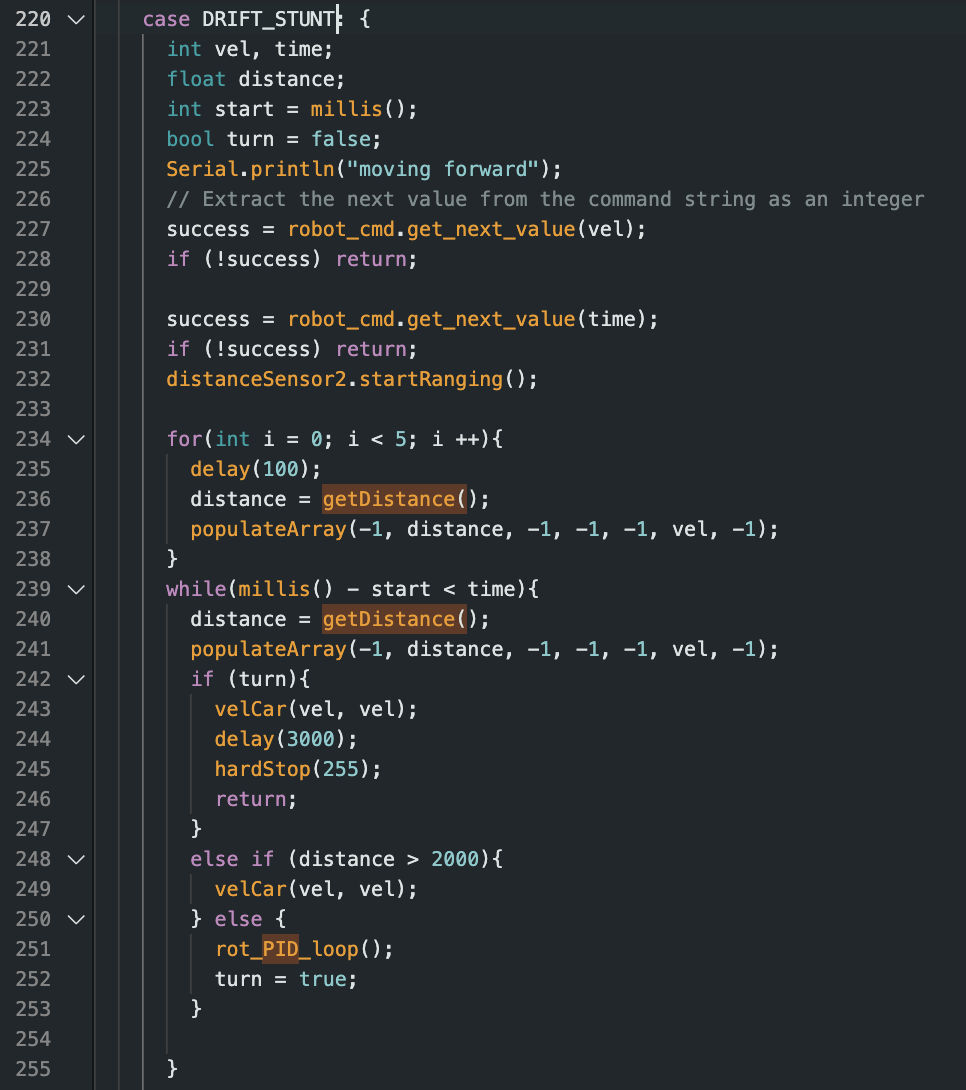 220 case DRIFT_STUNT: {
221 int vel, time;
222 float distance;
223 int start = millis();
224 bool turn = false;
225 Serial.println("moving forward");
226 // Extract the next value from the command string as an integer
227 success = robot_cmd.get_next_value(vel);
228 if (!success) return;
229
230 success = robot_cmd.get_next_value(time);
231 if (!success) return;
232 distanceSensor2.startRanging();
233
234 for(int i = 0; i < 5; i ++){
235 delay(100);
236 distance = getDistance();
237 populateArray(-1, distance, -1, -1, -1, vel, -1);
238 }
239 while(millis() - start < time){
240 distance = getDistance();
241 populateArray(-1, distance, -1, -1, -1, vel, -1);
242 if (turn){
243 velCar(vel, vel);
244 delay(3000);
245 hardStop(255);
246 return;
247 }
248 else if (distance > 2000){
249 velCar(vel, vel);
250 } else {
251 rot_PID_loop();
252 turn = true;
253 }
254
255 }